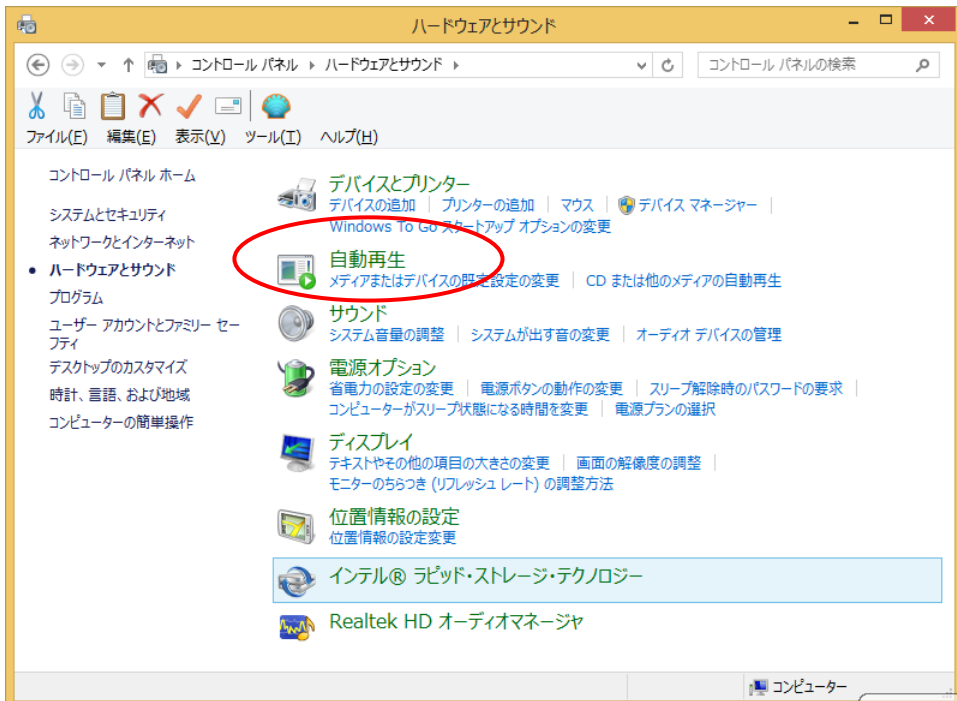 ハードウェアとサウンド
コントロール パネル ハードウェアとサウンド
コントロール パネルの検索
ファイル(F) 編集(E) 表示(V) ツール(T) ヘルプ(H)
コントロール パネル ホーム
システムとセキュリティ
ネットワークとインターネット
ハードウェアとサウンド
プログラム
ユーザー アカウントとファミリー セー
フティ
デスクトップのカスタマイズ
時計、言語、および地域
コンピューターの簡単操作
デバイスとプリンター
デバイスの追加 プリンターの追加 マウス デバイス マネージャー
Windows To Go スタートアップ オプションの変更
自動再生
メディアまたはデバイスの既定設定の変更 CD または他のメディアの自動再生
サウンド
システム音量の調整 システムが出す音の変更 オーディオ デバイスの管理
電源オプション
省電力の設定の変更 電源ボタンの動作の変更 スリープ解除時のパスワードの要求
コンピューターがスリープ状態になる時間を変更 電源プランの選択
ディスプレイ
テキストやその他の項目の大きさの変更 画面の解像度の調整
モニターのちらつき (リフレッシュ レート) の調整方法
位置情報の設定
位置情報の設定変更
インテル® ラピッド・ストレージ・テクノロジー
Realtek HD オーディオマネージャ
コンピューター